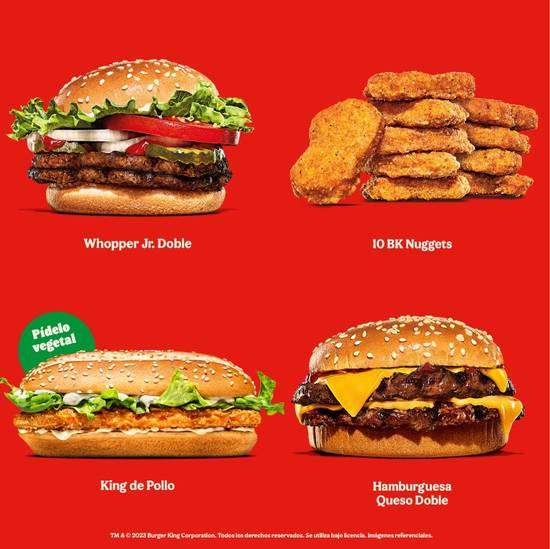 Whopper Jr. Doble
10 BK Nuggets
Pídelo
vegetal
King de Pollo
Hamburguesa
Queso Doble
TM & © 2023 Burger King Corporation. Todos los derechos reservados. Se utiliza bajo licencia. Imágenes referenciales.